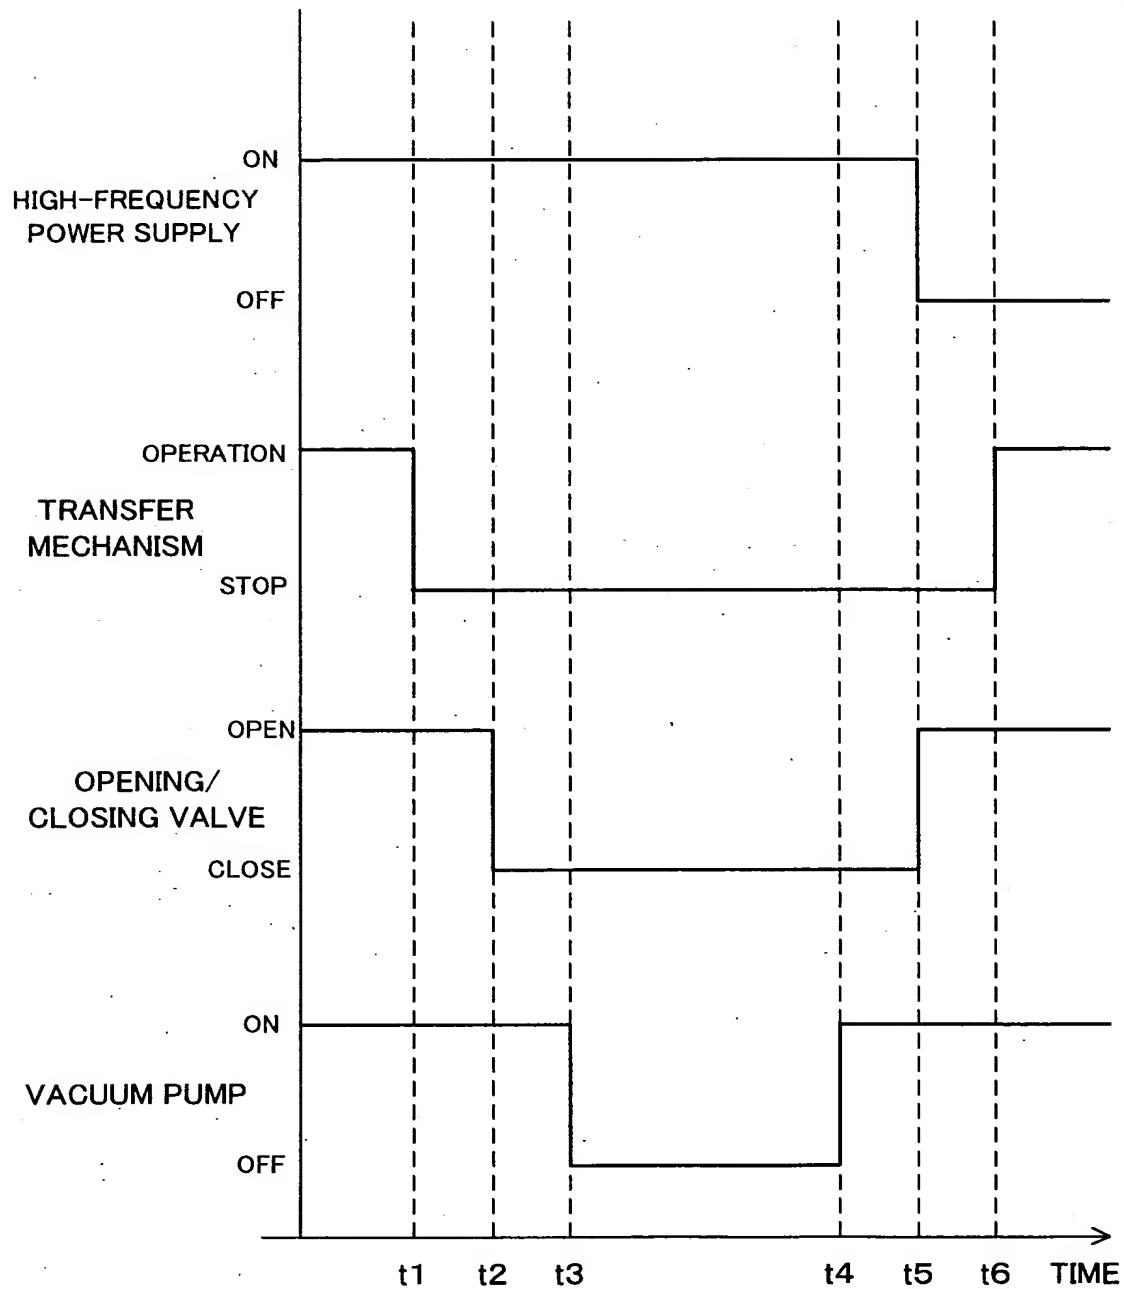 ON
HIGH-FREQUENCY
POWER SUPPLY
OFF
OPERATION
TRANSFER
MECHANISM
STOP
OPEN
OPENING/
CLOSING VALVE
CLOSE
ON
VACUUM PUMP
OFF
t1 t2 t3 t4 t5 t6 TIME